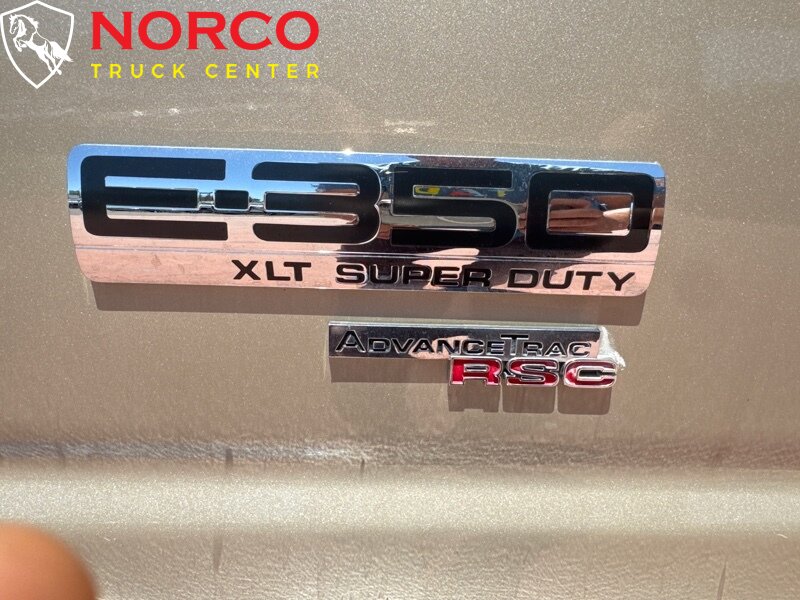 NORCO
TRUCK CENTER
E-350
XLT SUPER DUTY
ADVANCETRAC
RSC